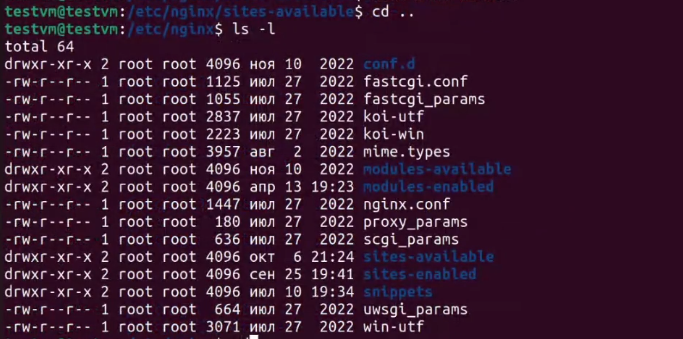 testvm@testvm:/etc/nginx/sites-available$ cd ..
testvm@testvm:/etc/nginx$ ls -l
total 64
drwxr-xr-x 2 root root 4096 ноя 10  2022 conf.d
-rw-r--r-- 1 root root 1125 июл 27  2022 fastcgi.conf
-rw-r--r-- 1 root root 1055 июл 27  2022 fastcgi_params
-rw-r--r-- 1 root root 2837 июл 27  2022 koi-utf
-rw-r--r-- 1 root root 2223 июл 27  2022 koi-win
-rw-r--r-- 1 root root 3957 авг  2  2022 mime.types
drwxr-xr-x 2 root root 4096 ноя 10  2022 modules-available
drwxr-xr-x 2 root root 4096 апр 13 19:23 modules-enabled
-rw-r--r-- 1 root root 1447 июл 27  2022 nginx.conf
-rw-r--r-- 1 root root  180 июл 27  2022 proxy_params
-rw-r--r-- 1 root root  636 июл 27  2022 scgi_params
drwxr-xr-x 2 root root 4096 окт  6 21:24 sites-available
drwxr-xr-x 2 root root 4096 сен 25 19:41 sites-enabled
drwxr-xr-x 2 root root 4096 июл 10 19:34 snippets
-rw-r--r-- 1 root root  664 июл 27  2022 uwsgi_params
-rw-r--r-- 1 root root 3071 июл 27  2022 win-utf